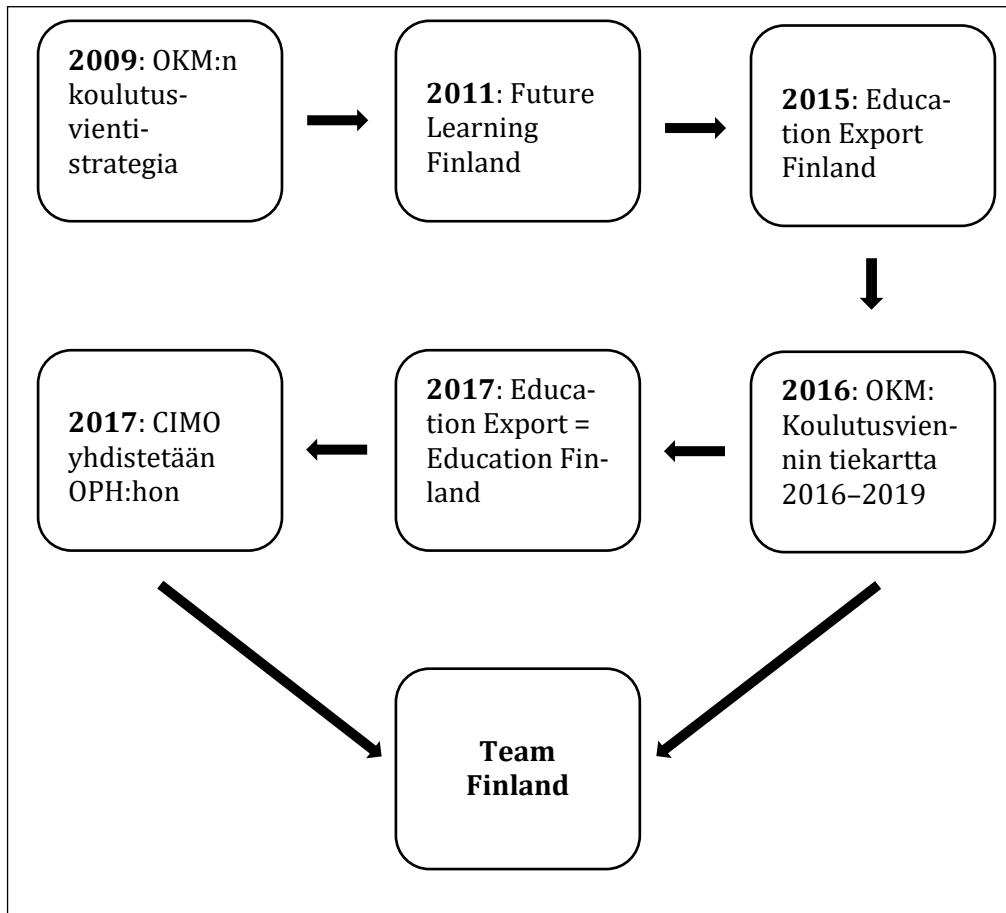 2009: OKM:n
koulutus-
vienti-
strategia
2011: Future
Learning
Finland
2015: Educa-
tion Export
Finland
2017: CIMO
yhdistetään
OPH:hon
2017: Educa-
tion Export =
Education Fin-
land
2016: OKM:
Koulutusvien-
nin tiekartta
2016–2019
Team
Finland